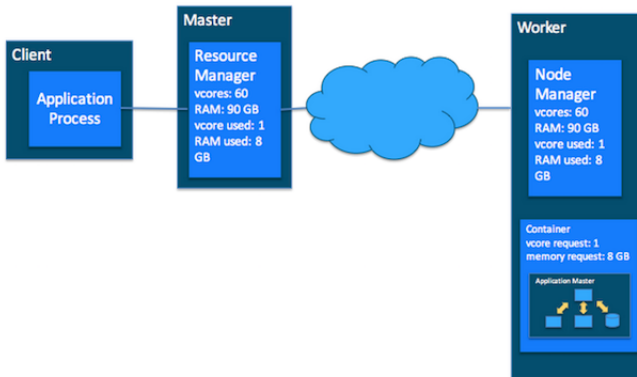 Client
Application
Process
Master
Resource
Manager
vcores: 60
RAM: 90 GB
vcore used: 1
RAM used: 8
GB
Worker
Node
Manager
vcores: 60
RAM: 90 GB
vcore used: 1
RAM used: 8
GB
Container
vcore request: 1
memory request: 8 GB
Application Master